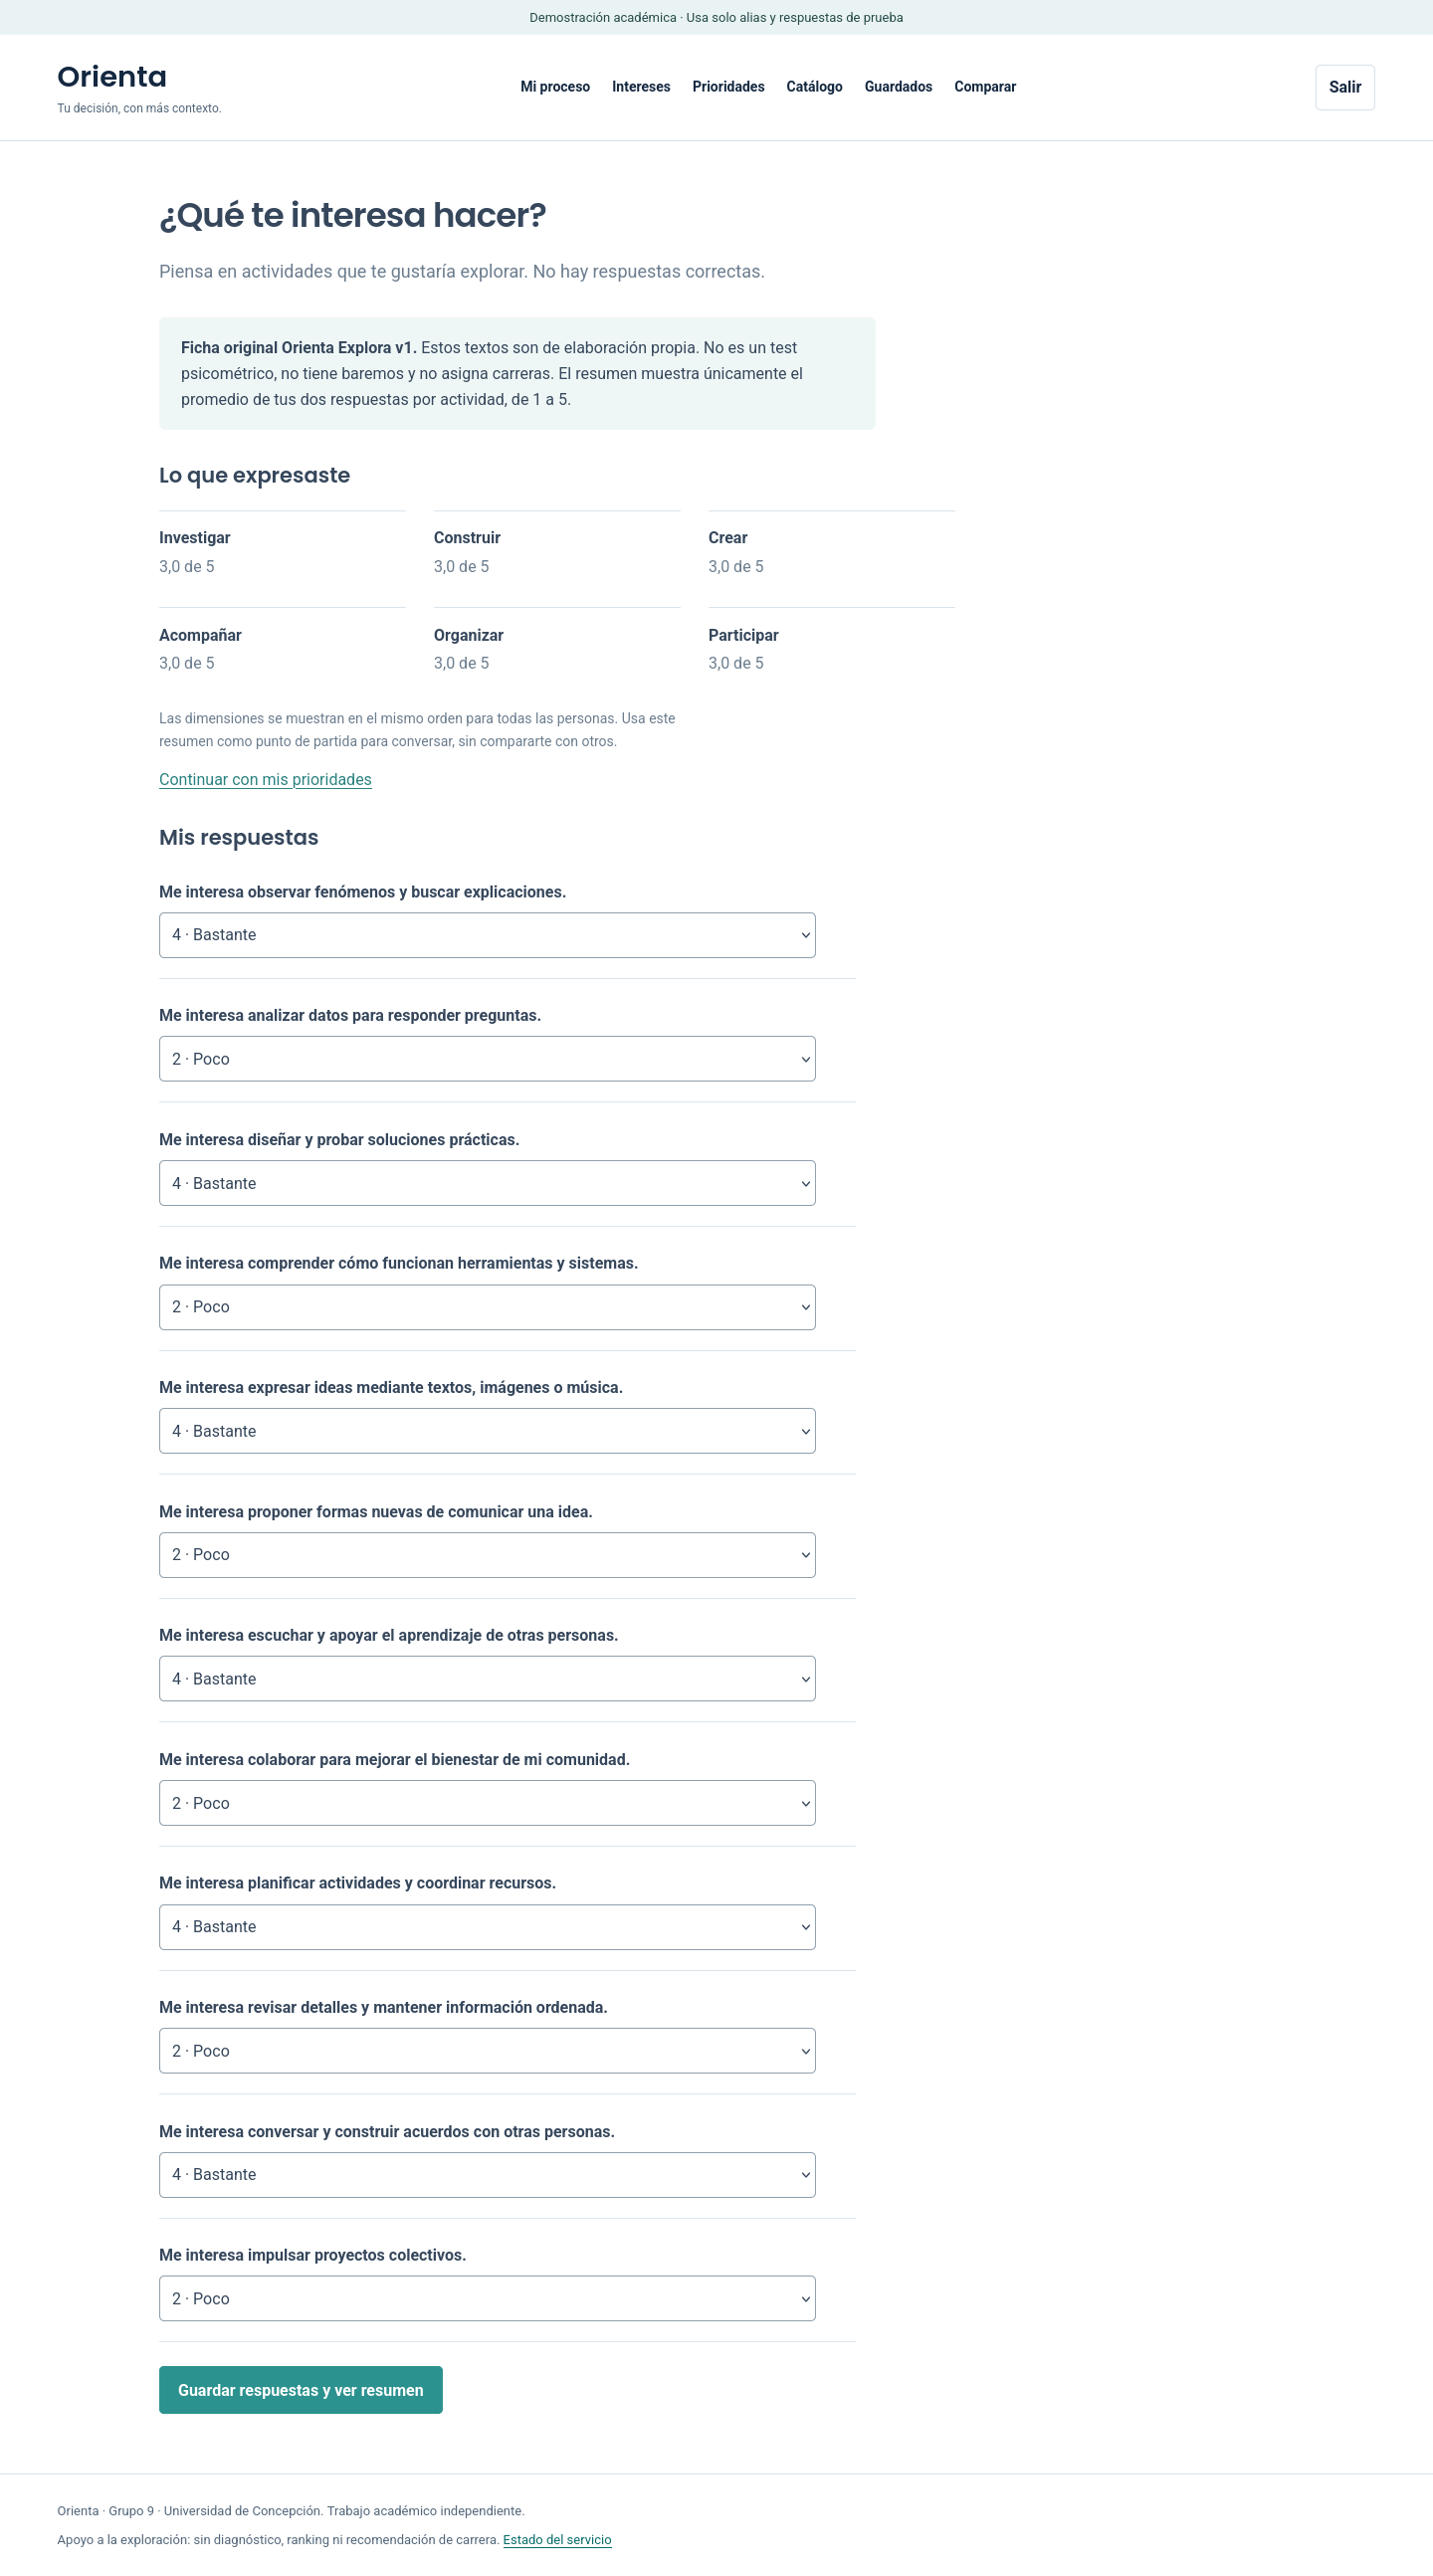 Demostración académica · Usa solo alias y respuestas de prueba
Orienta
Tu decisión, con más contexto.
Mi proceso
Intereses
Prioridades
Catálogo
Guardados
Comparar
Salir
¿Qué te interesa hacer?
Piensa en actividades que te gustaría explorar. No hay respuestas correctas.
Ficha original Orienta Explora v1. Estos textos son de elaboración propia. No es un test
psicométrico, no tiene baremos y no asigna carreras. El resumen muestra únicamente el
promedio de tus dos respuestas por actividad, de 1 a 5.
Lo que expresaste
Investigar
3,0 de 5
Construir
3,0 de 5
Crear
3,0 de 5
Acompañar
3,0 de 5
Organizar
3,0 de 5
Participar
3,0 de 5
Las dimensiones se muestran en el mismo orden para todas las personas. Usa este
resumen como punto de partida para conversar, sin compararte con otros.
Continuar con mis prioridades
Mis respuestas
Me interesa observar fenómenos y buscar explicaciones.
4 · Bastante
Me interesa analizar datos para responder preguntas.
2 · Poco
Me interesa diseñar y probar soluciones prácticas.
4 · Bastante
Me interesa comprender cómo funcionan herramientas y sistemas.
2 · Poco
Me interesa expresar ideas mediante textos, imágenes o música.
4 · Bastante
Me interesa proponer formas nuevas de comunicar una idea.
2 · Poco
Me interesa escuchar y apoyar el aprendizaje de otras personas.
4 · Bastante
Me interesa colaborar para mejorar el bienestar de mi comunidad.
2 · Poco
Me interesa planificar actividades y coordinar recursos.
4 · Bastante
Me interesa revisar detalles y mantener información ordenada.
2 · Poco
Me interesa conversar y construir acuerdos con otras personas.
4 · Bastante
Me interesa impulsar proyectos colectivos.
2 · Poco
Guardar respuestas y ver resumen
Orienta · Grupo 9 · Universidad de Concepción. Trabajo académico independiente.
Apoyo a la exploración: sin diagnóstico, ranking ni recomendación de carrera. Estado del servicio